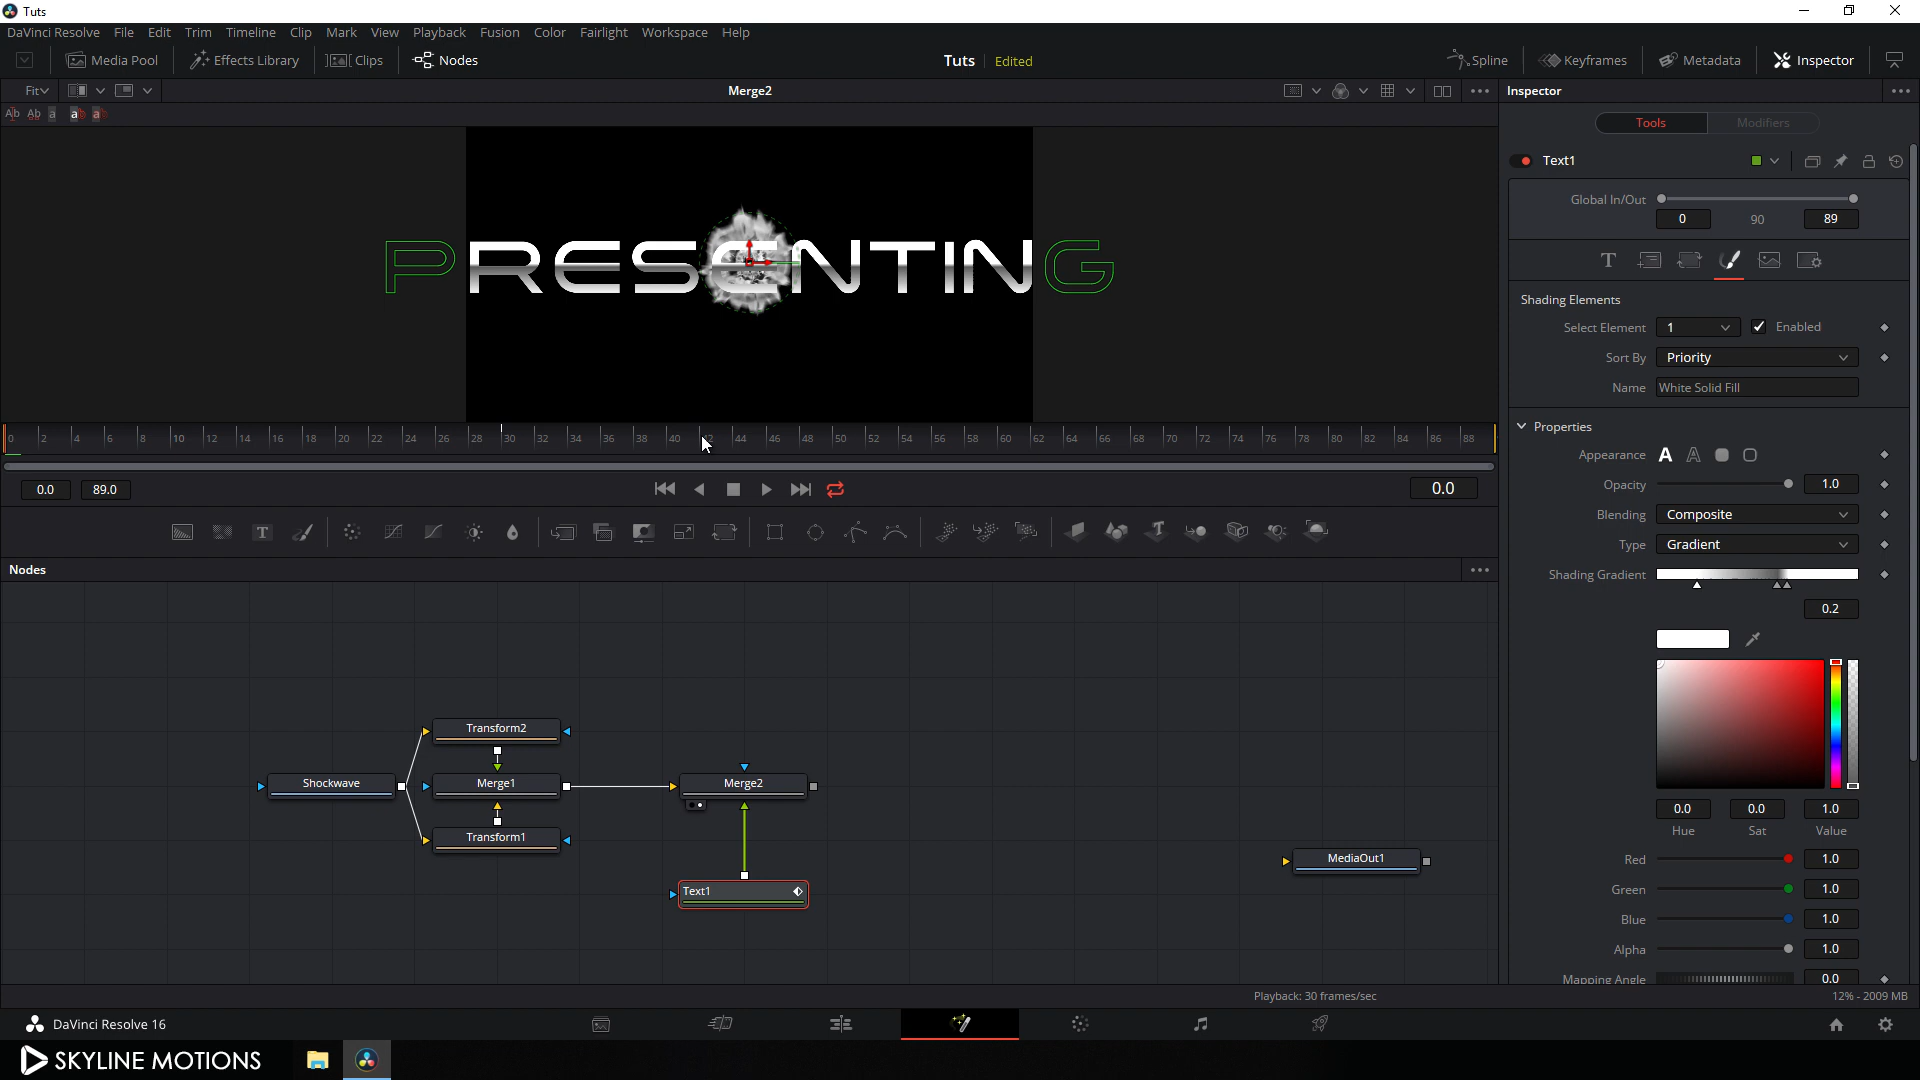 Tuts
DaVinci Resolve File Edit Trim Timeline Clip Mark View Playback Fusion Color Fairlight Workspace Help
Media Pool Effects Library Clips Nodes Tuts Edited Spline Keyframes Metadata Inspector
Fit Merge2 Inspector
Ab Ab a ab a
Tools Modifiers
Text1
Global In/Out
0 90 89
PRESENTING
Shading Elements
Select Element 1 Enabled
Sort By Priority
Name White Solid Fill
Properties
0 2 4 6 8 10 12 14 16 18 20 22 24 26 28 30 32 34 36 38 40 42 44 46 48 50 52 54 56 58 60 62 64 66 68 70 72 74 76 78 80 82 84 86 88
Appearance A A
Opacity 1.0
0.0 89.0 0.0
Blending Composite
Type Gradient
Nodes
Shading Gradient
0.2
Transform2
Shockwave Merge1 Merge2
Transform1
0.0 0.0 1.0
Hue Sat Value
MediaOut1
Red 1.0
Text1
Green 1.0
Blue 1.0
Alpha 1.0
Mapping Angle 0.0
Playback: 30 frames/sec 12% - 2009 MB
DaVinci Resolve 16
SKYLINE MOTIONS